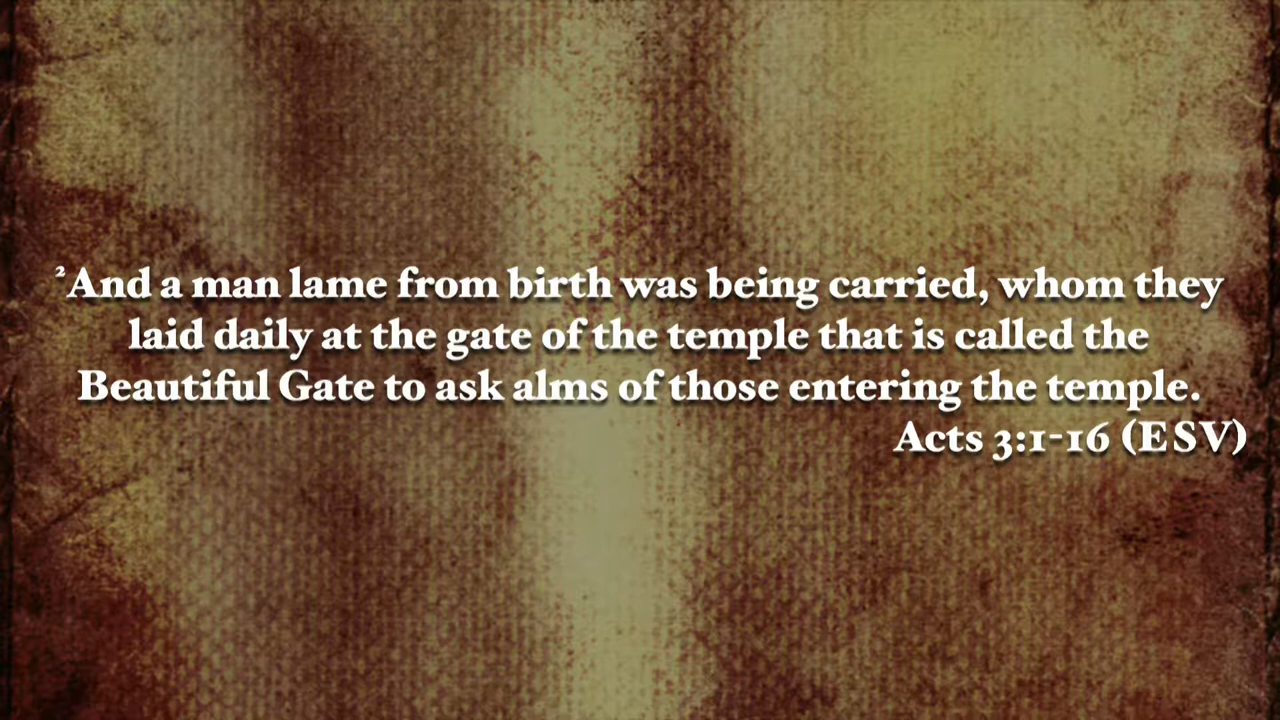 ²And a man lame from birth was being carried, whom they
laid daily at the gate of the temple that is called the
Beautiful Gate to ask alms of those entering the temple.
Acts 3:1-16 (ESV)